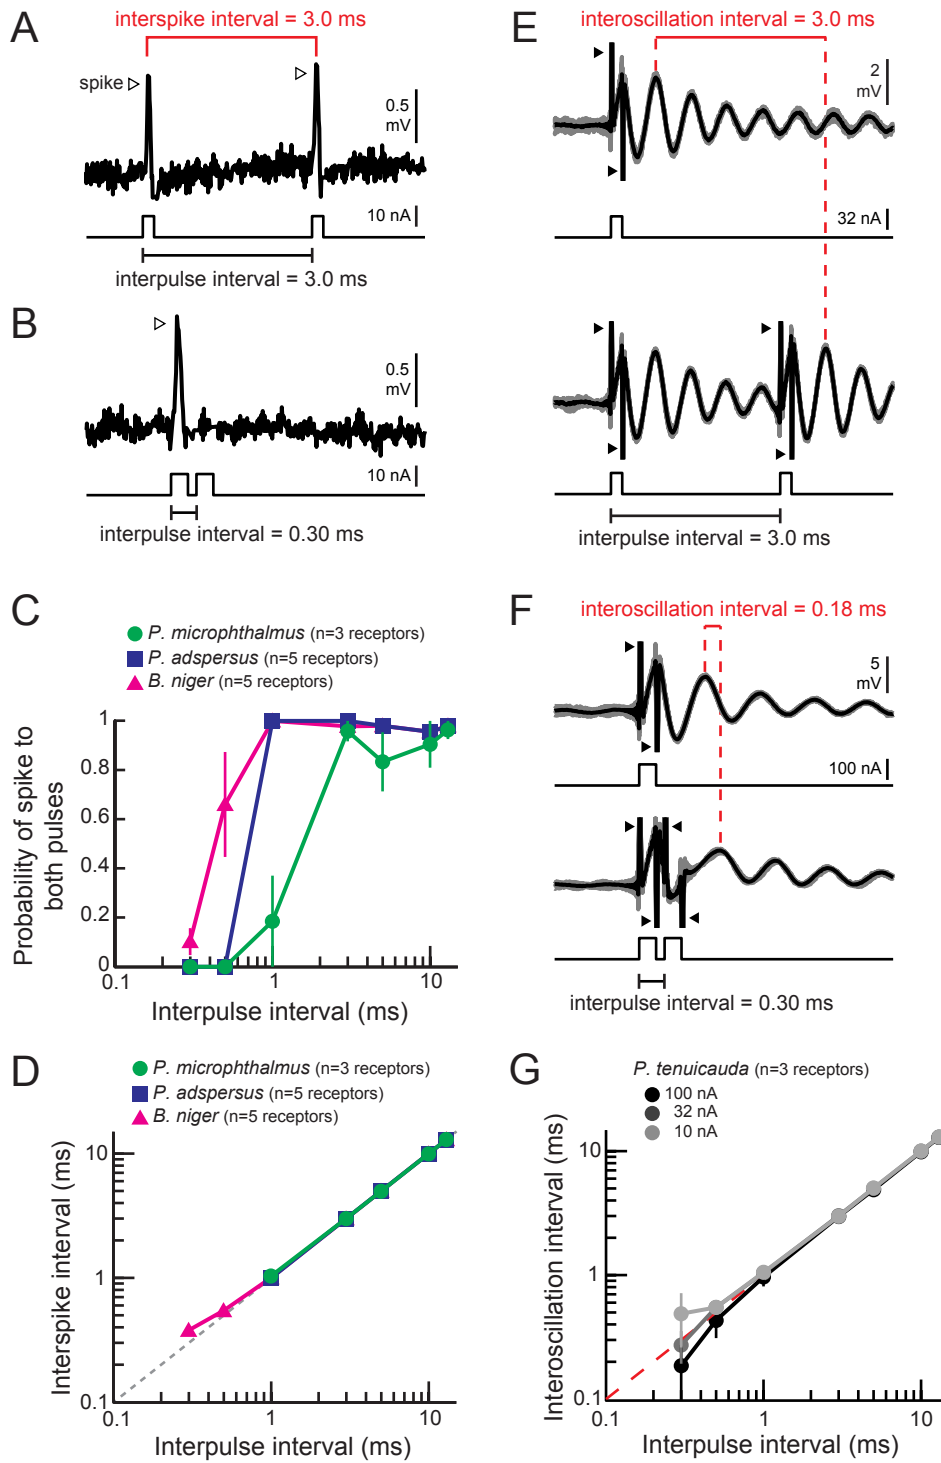 A
interspike interval = 3.0 ms
spike
0.5
mV
10 nA
interpulse interval = 3.0 ms
B
0.5
mV
10 nA
interpulse interval = 0.30 ms
C
P. microphthalmus (n=3 receptors)
P. adspersus (n=5 receptors)
B. niger (n=5 receptors)
Probability of spike to
both pulses
1
0.8
0.6
0.4
0.2
0
0.1
1
10
Interpulse interval (ms)
D
P. microphthalmus (n=3 receptors)
P. adspersus (n=5 receptors)
B. niger (n=5 receptors)
Interspike interval (ms)
10
1
0.1
0.1
1
10
Interpulse interval (ms)
E
interoscillation interval = 3.0 ms
2
mV
32 nA
interpulse interval = 3.0 ms
F
interoscillation interval = 0.18 ms
5
mV
100 nA
interpulse interval = 0.30 ms
G
P. tenuicauda (n=3 receptors)
100 nA
32 nA
10 nA
Interoscillation interval (ms)
10
1
0.1
0.1
1
10
Interpulse interval (ms)